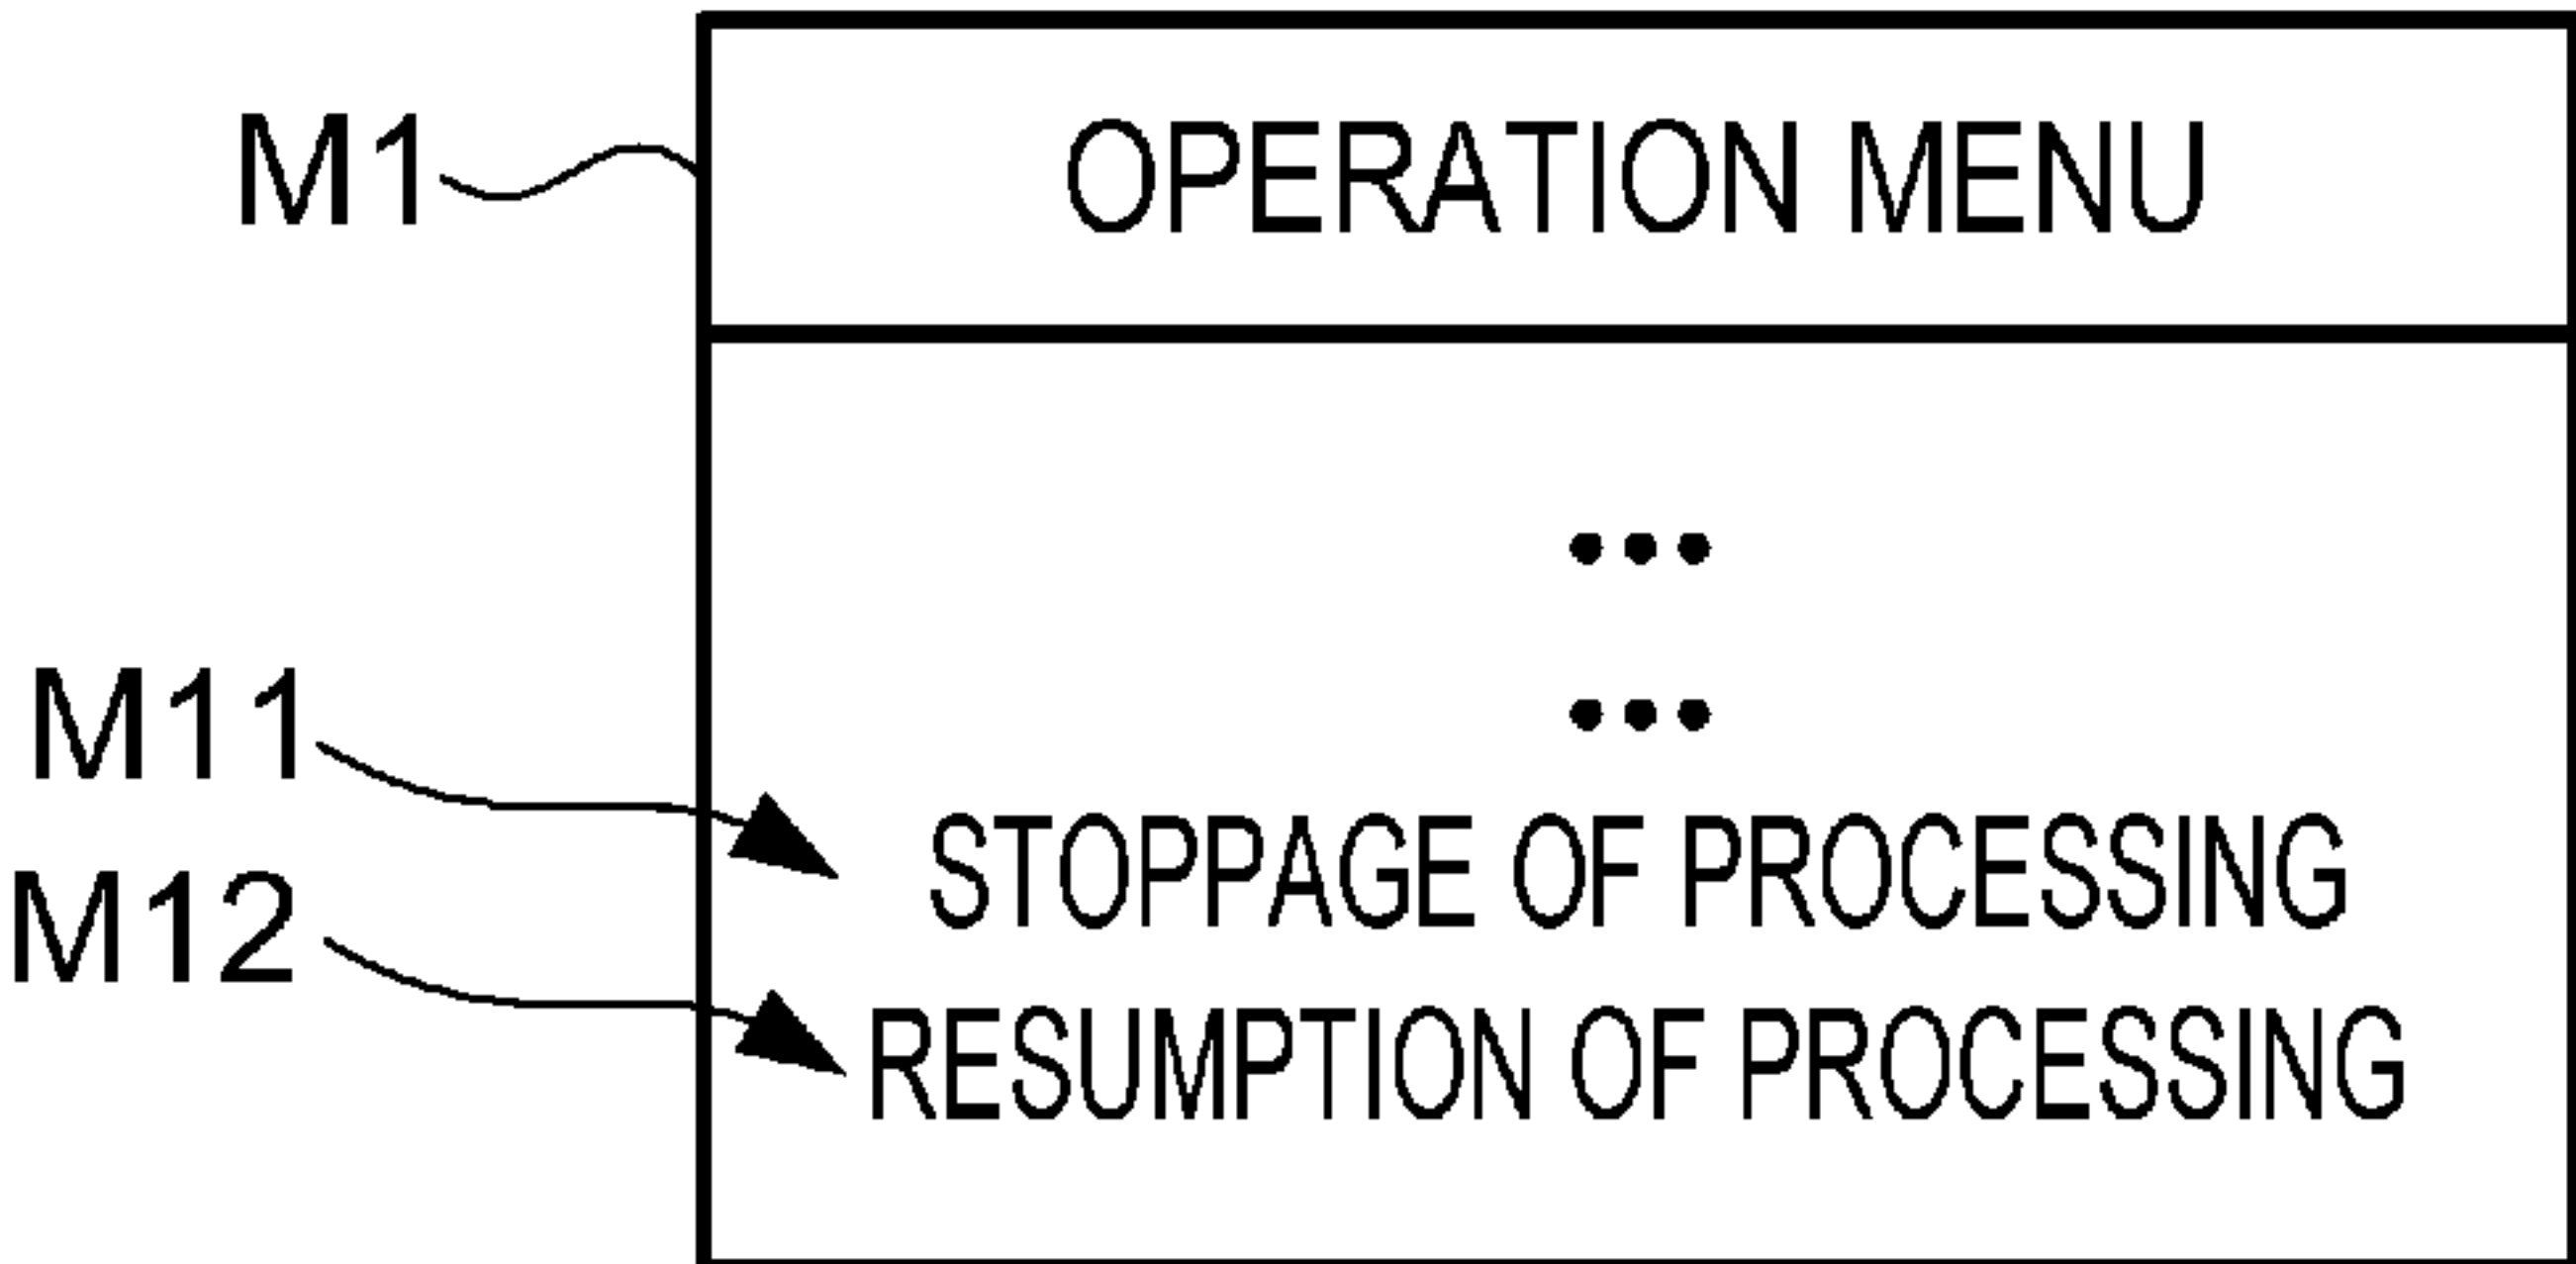 M1 OPERATION MENU
•••
•••
M11 STOPPAGE OF PROCESSING
M12 RESUMPTION OF PROCESSING